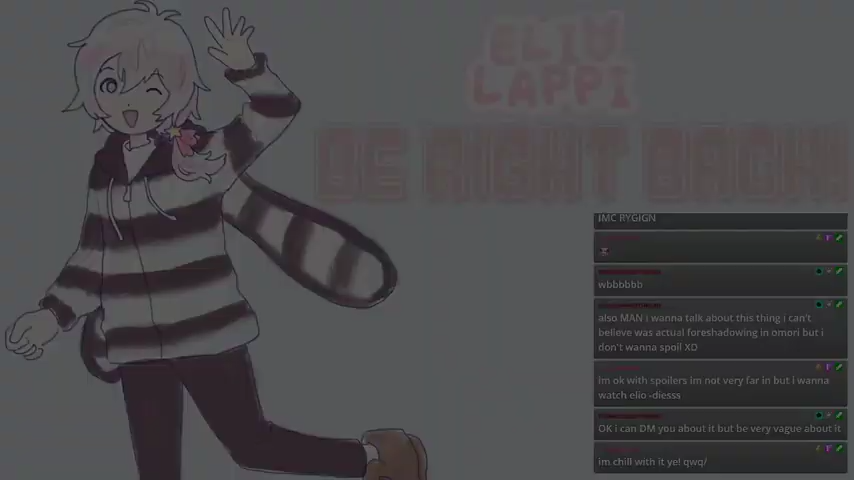 ELIU
LAPPI
BE RIGHT BACK!
JMC RYGIGN
wbbbbbb
also MAN i wanna talk about this thing i can't
believe was actual foreshadowing in omori but i
don't wanna spoil XD
im ok with spoilers im not very far in but i wanna
watch elio -diesss
OK i can DM you about it but be very vague about it
im chill with it ye! qwq/